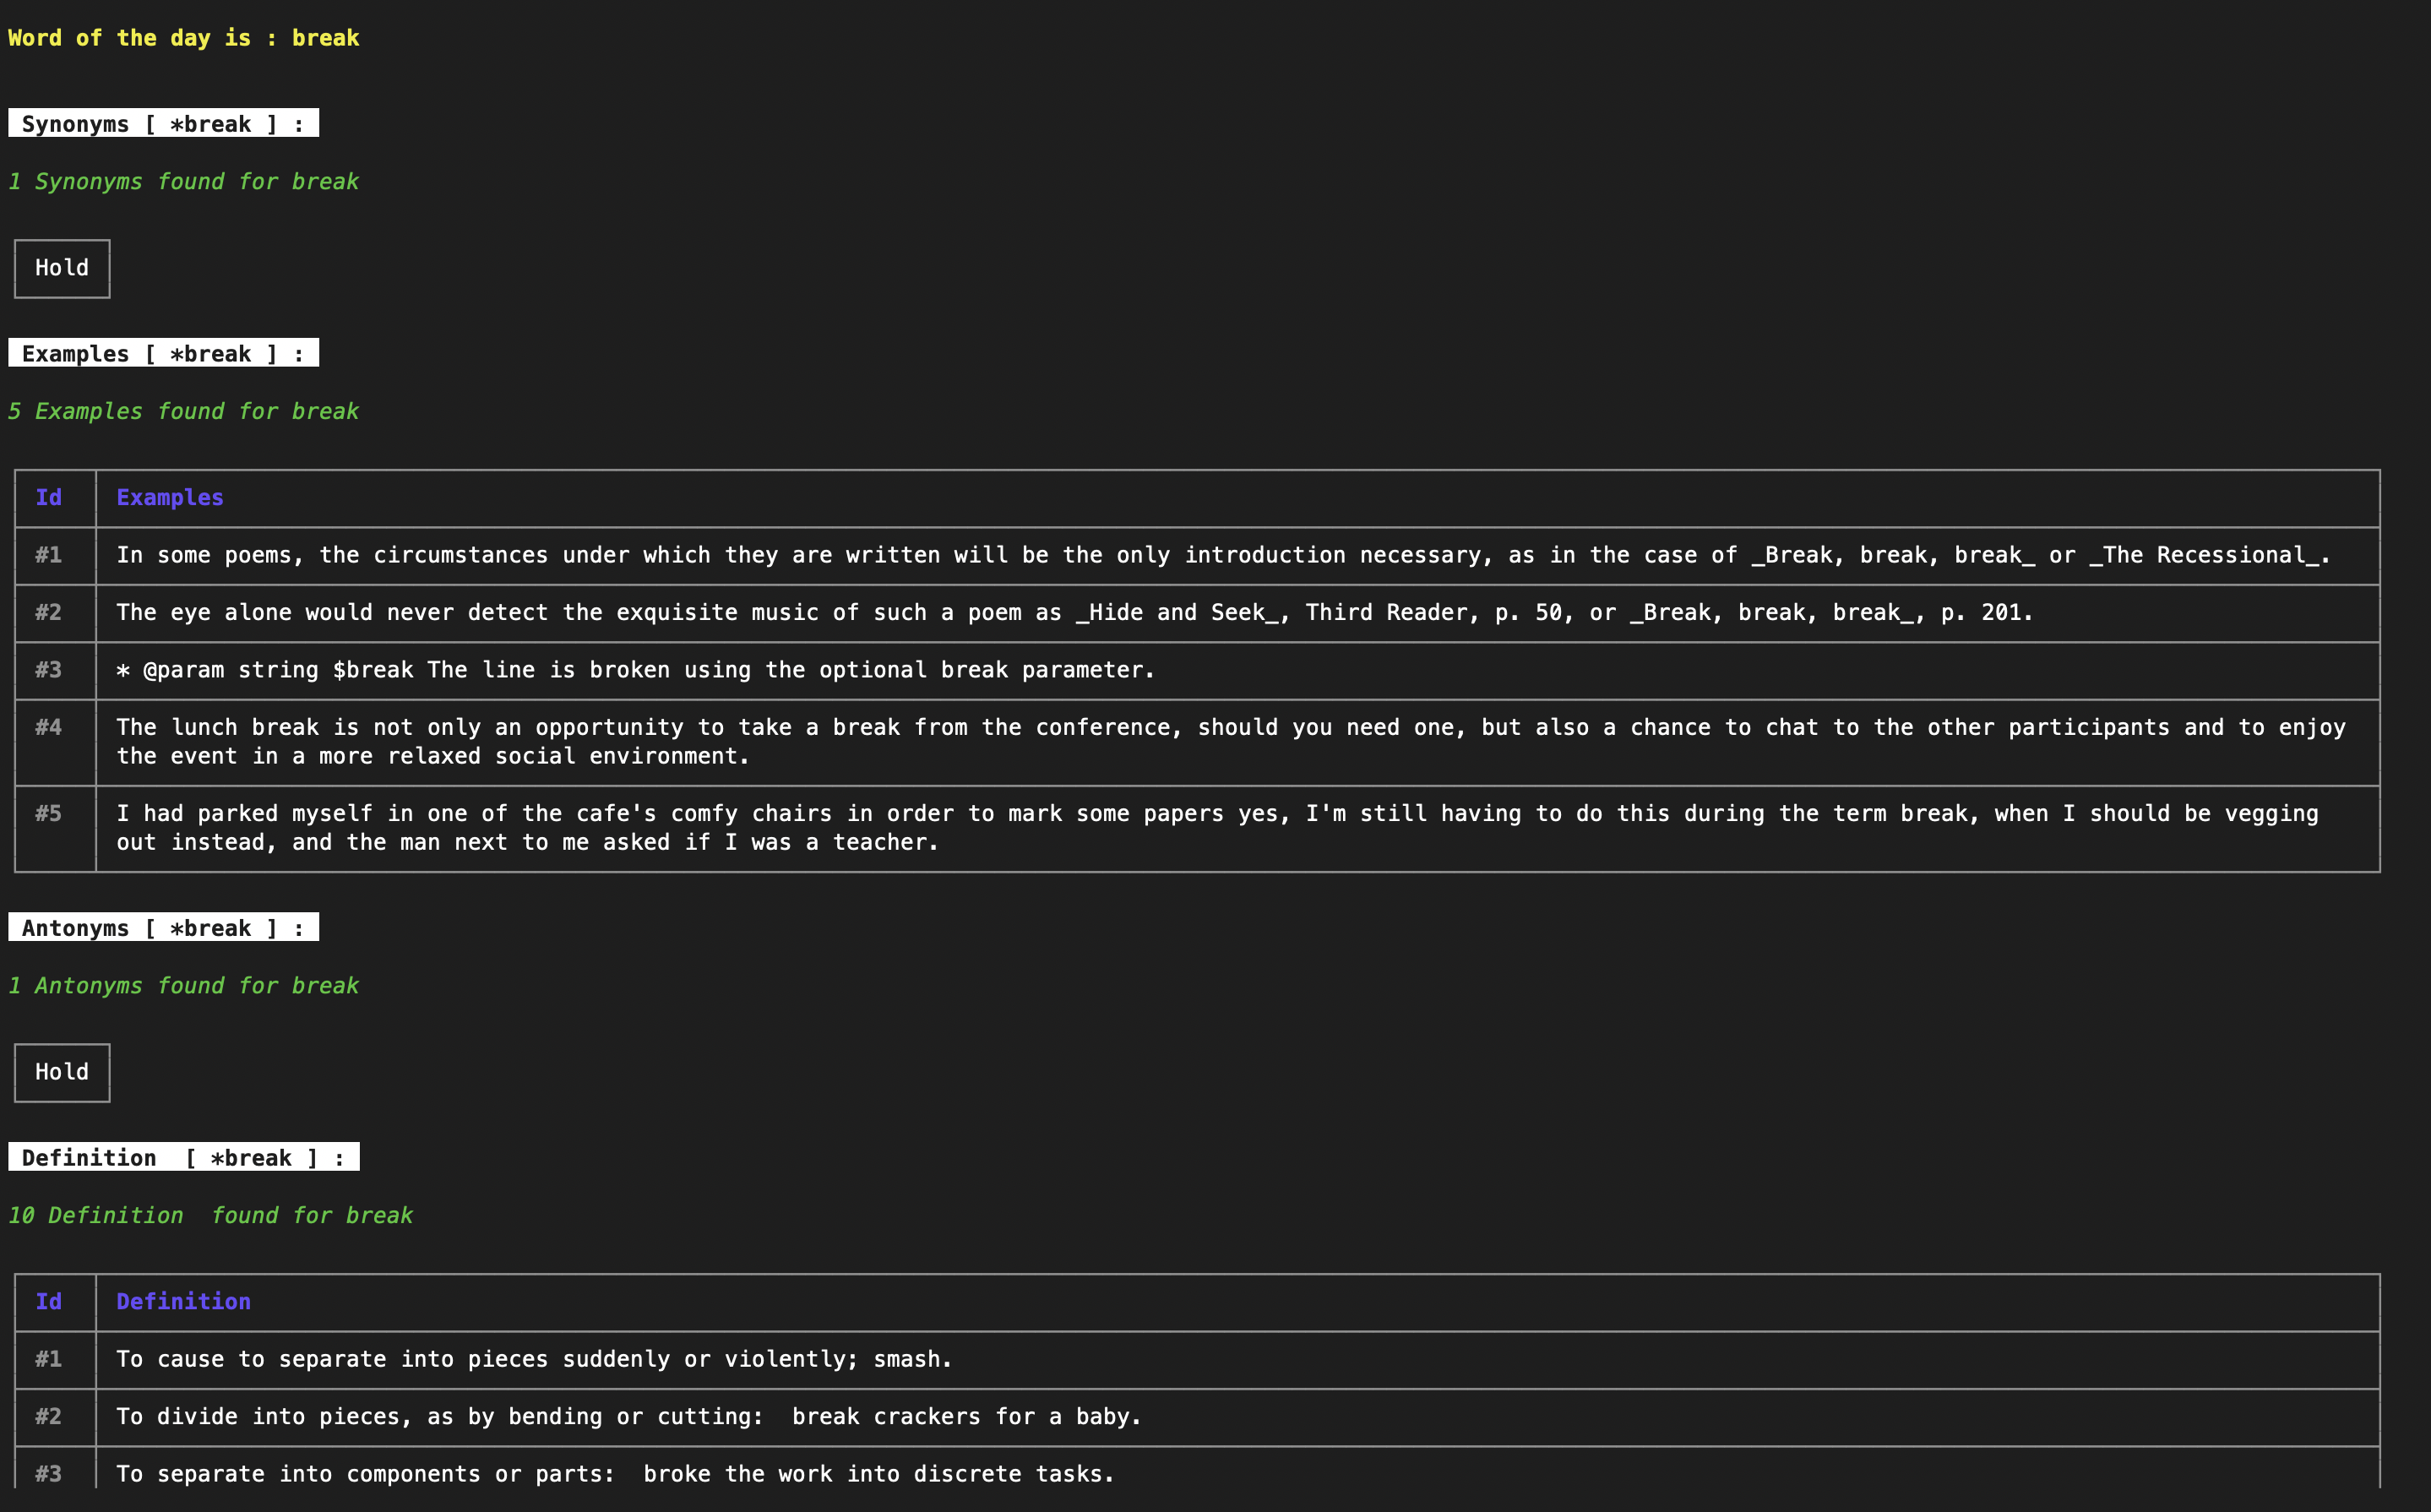 Word of the day is : break
Synonyms [ *break ] :
1 Synonyms found for break
Hold
Examples [ *break ] :
5 Examples found for break
Id Examples
#1 In some poems, the circumstances under which they are written will be the only introduction necessary, as in the case of _Break, break, break_ or _The Recessional_.
#2 The eye alone would never detect the exquisite music of such a poem as _Hide and Seek_, Third Reader, p. 50, or _Break, break, break_, p. 201.
#3 * @param string $break The line is broken using the optional break parameter.
#4 The lunch break is not only an opportunity to take a break from the conference, should you need one, but also a chance to chat to the other participants and to enjoy
the event in a more relaxed social environment.
#5 I had parked myself in one of the cafe's comfy chairs in order to mark some papers yes, I'm still having to do this during the term break, when I should be vegging
out instead, and the man next to me asked if I was a teacher.
Antonyms [ *break ] :
1 Antonyms found for break
Hold
Definition  [ *break ] :
10 Definition  found for break
Id Definition
#1 To cause to separate into pieces suddenly or violently; smash.
#2 To divide into pieces, as by bending or cutting:  break crackers for a baby.
#3 To separate into components or parts:  broke the work into discrete tasks.